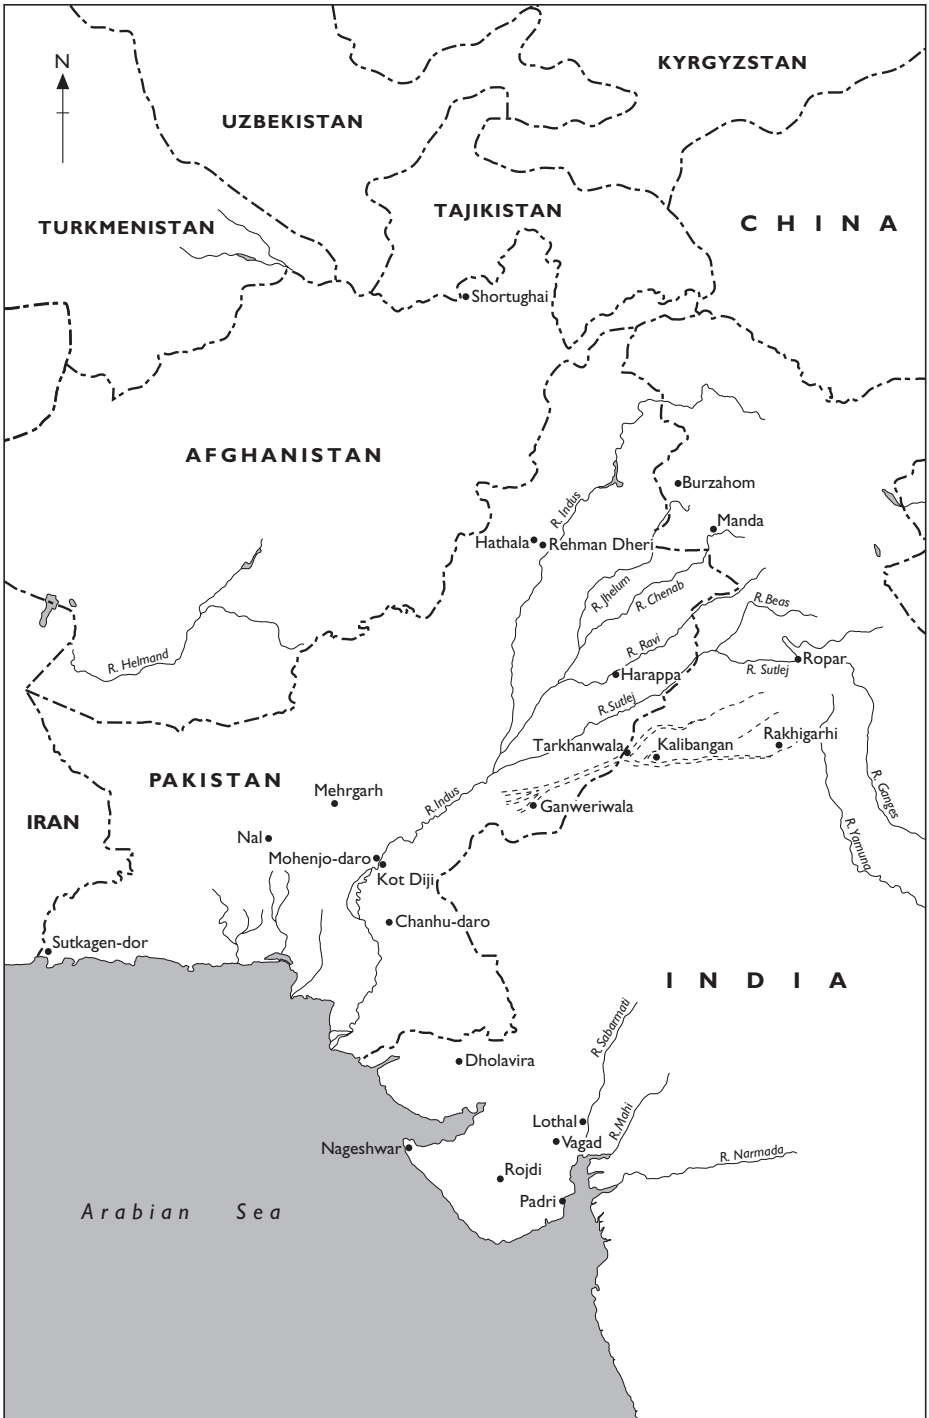 N
KYRGYZSTAN
UZBEKISTAN
TAJIKISTAN
TURKMENISTAN
CHINA
Shortughai
AFGHANISTAN
Burzahom
R. Indus
Manda
Hathala
Rehman Dheri
R. Jhelum
R. Chenab
R. Beas
R. Ravi
R. Helmand
Ropar
R. Sutlej
Harappa
R. Sutlej
Rakhigarhi
Tarkhanwala
Kalibangan
PAKISTAN
Mehrgarh
R. Indus
Ganweriwala
R. Ganges
IRAN
Nal
R. Yamuna
Mohenjo-daro
Kot Diji
Chanhu-daro
Sutkagen-dor
INDIA
R. Sabarmati
Dholavira
Lothal
R. Mahi
Vagad
Nageshwar
R. Narmada
Rojdi
Padri
Arabian Sea